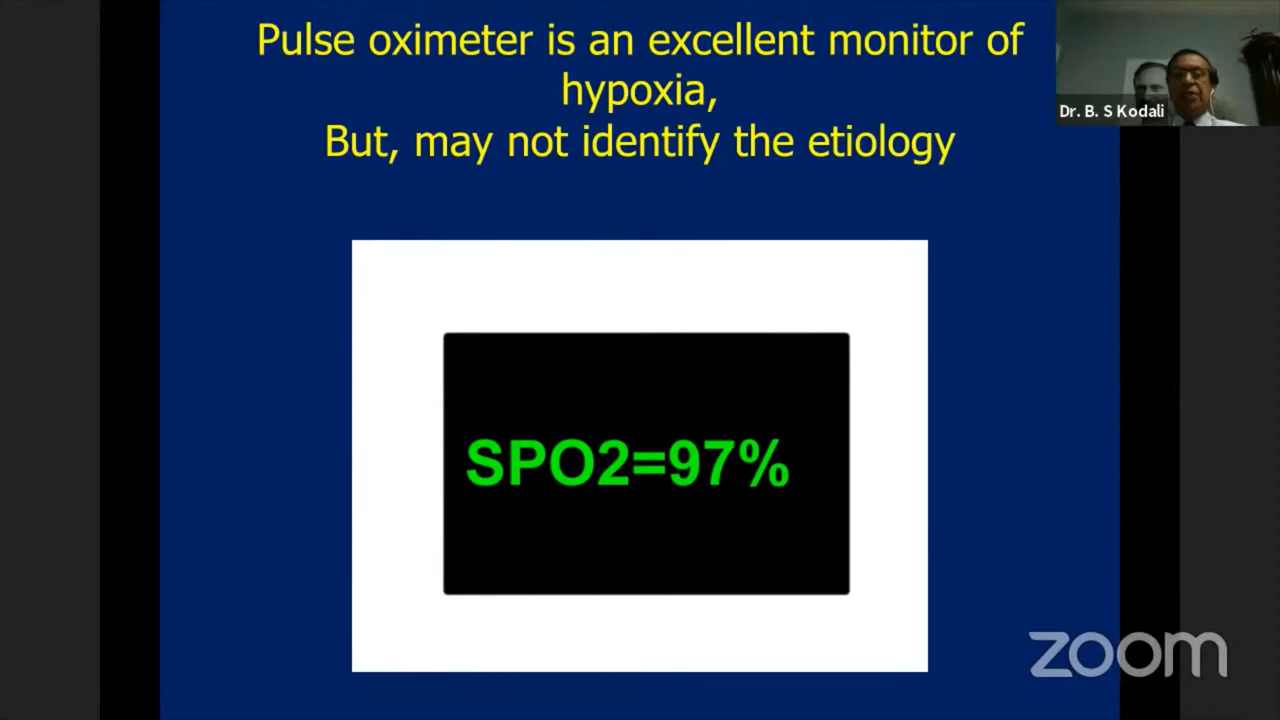 Pulse oximeter is an excellent monitor of
hypoxia,
But, may not identify the etiology
Dr. B. S Kodali
SPO2=97%
zoom